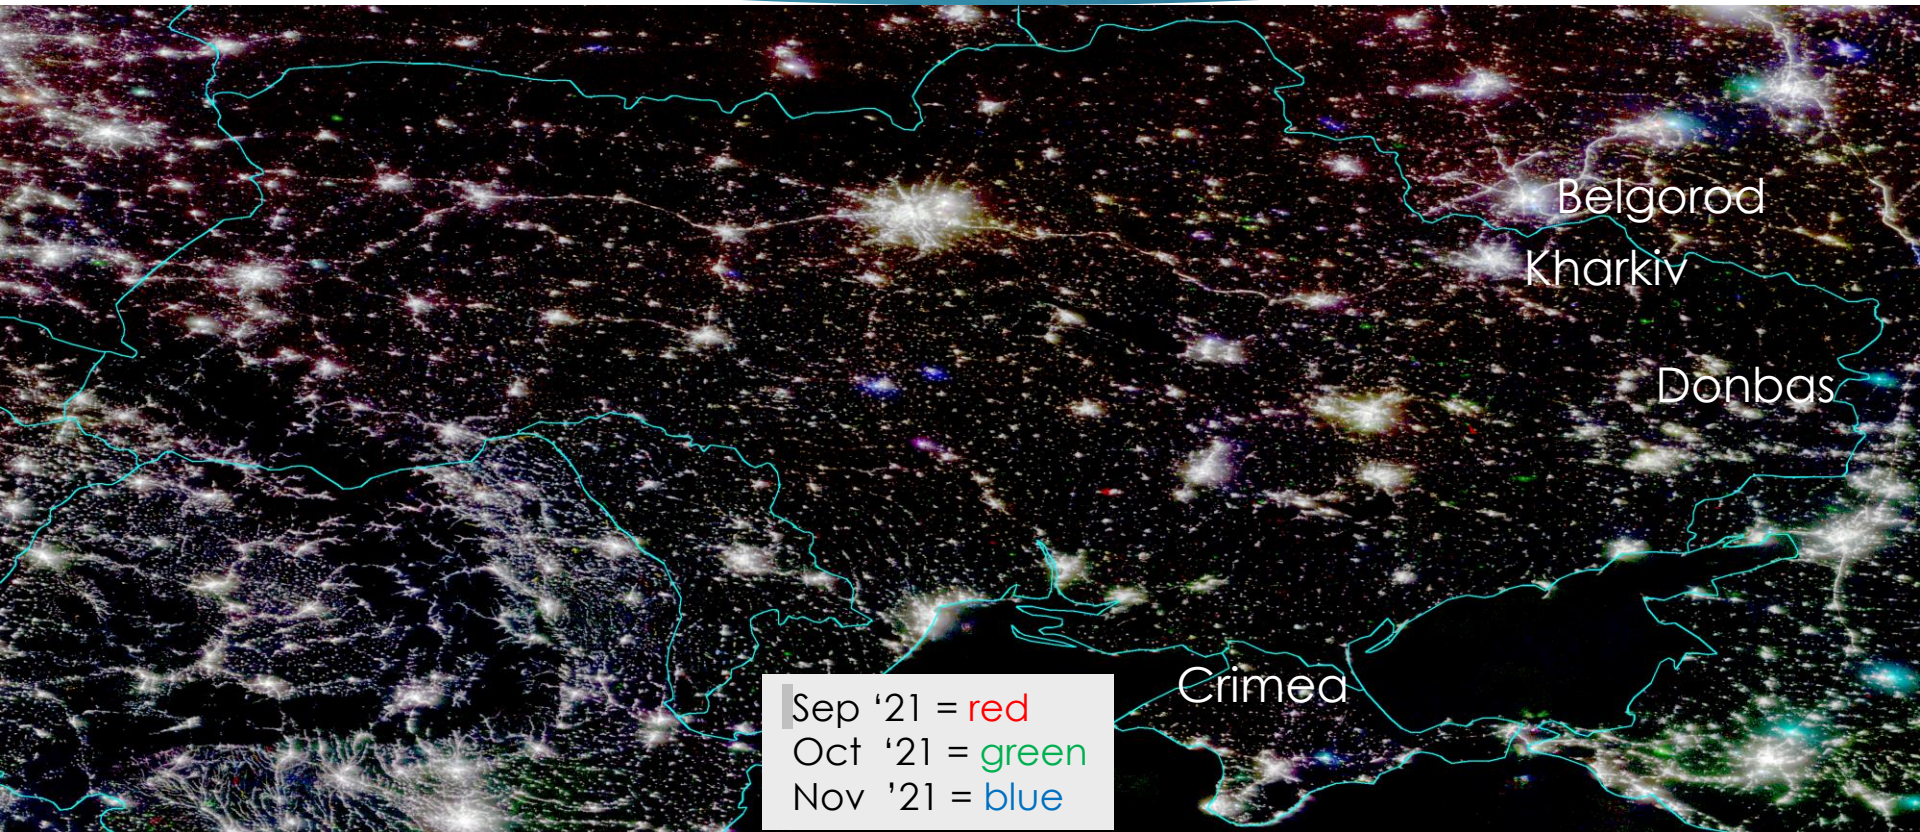 Belgorod
Kharkiv
Donbas
Crimea
Sep ‘21 = red
Oct ‘21 = green
Nov ’21 = blue